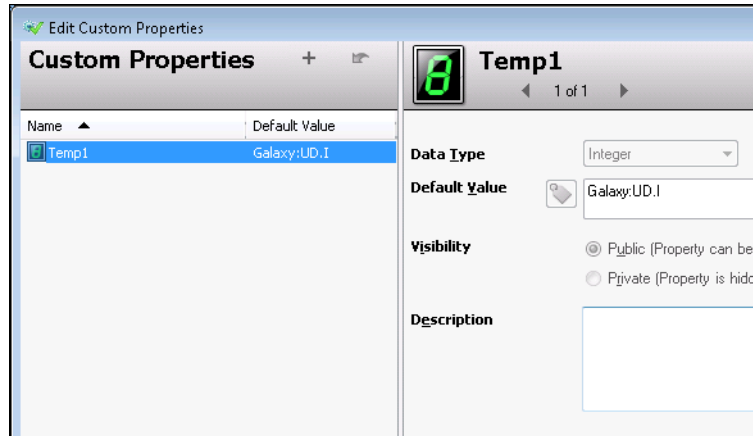 Edit Custom Properties
Custom Properties
Temp1
1 of 1
Name
Default Value
Temp1
Galaxy:UD.I
Data Type
Integer
Default Value
Galaxy:UD.I
Visibility
Public (Property can be
Private (Property is hidd
Description